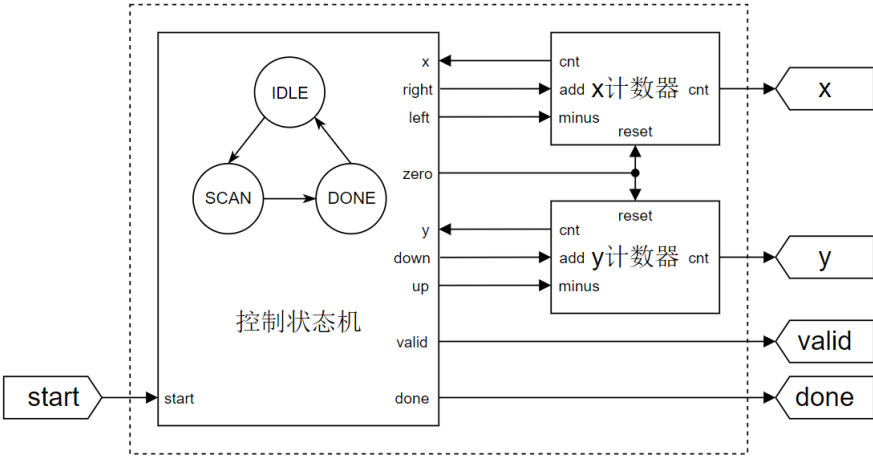 IDLE
SCAN
DONE
控制状态机
x
right
left
zero
y
down
up
valid
start
done
cnt
add
x计数器
cnt
minus
reset
reset
cnt
add
y计数器
cnt
minus
x
y
valid
done
start